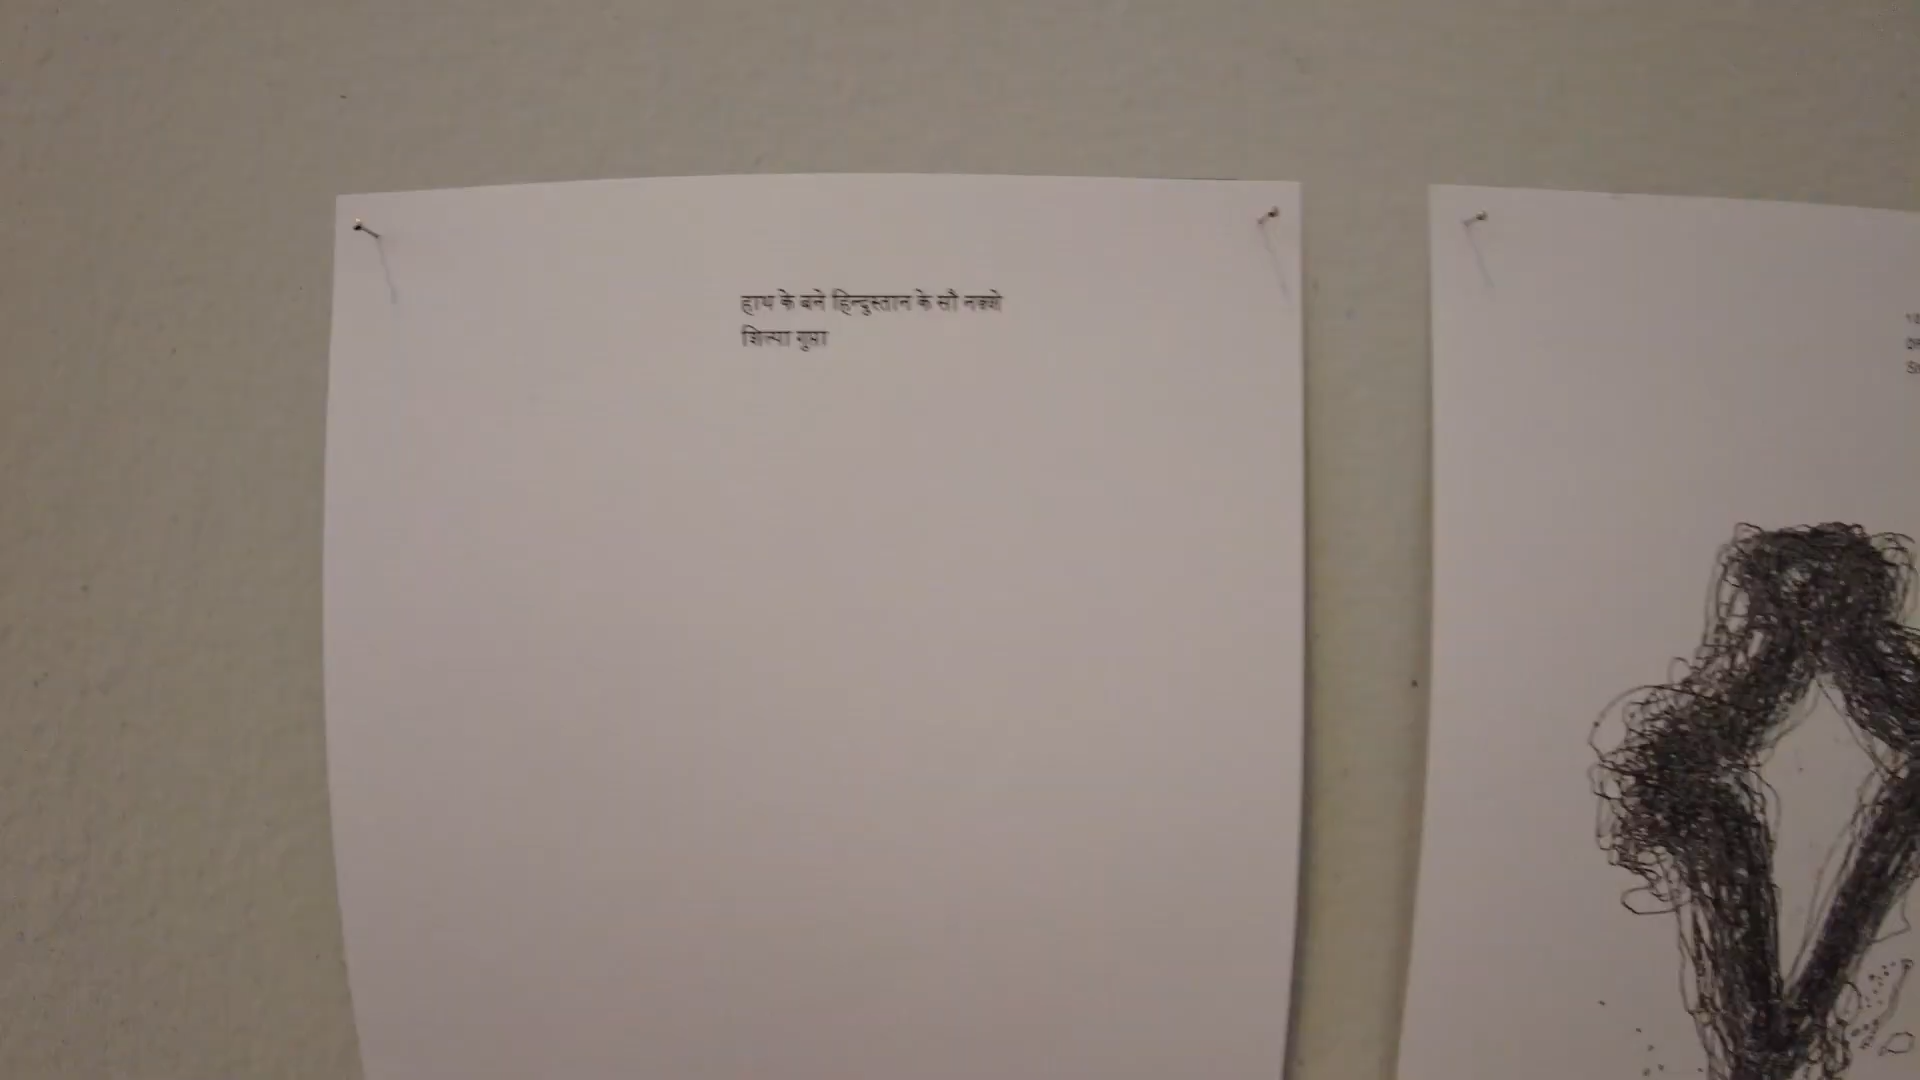 हाथ के बने हिन्दुस्तान के सौ नक्शे
शिल्पा गुप्ता